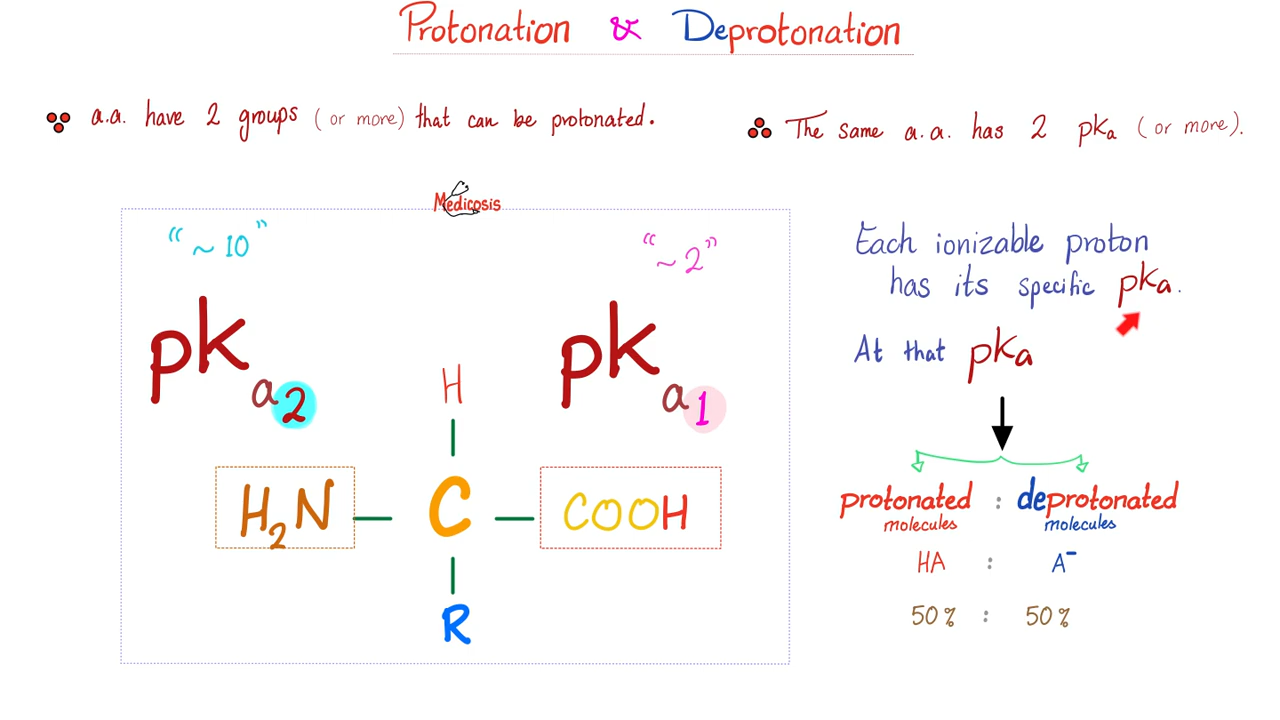 Protonation & Deprotonation
a.a. have 2 groups (or more) that can be protonated.
The same a.a. has 2 pka (or more).
Medicosis
“~10”
“~2”
pka2
pka1
H
H2N
C
COOH
R
Each ionizable proton
has its specific pka.
At that pka
protonated : deprotonated
molecules molecules
HA : A-
50% : 50%